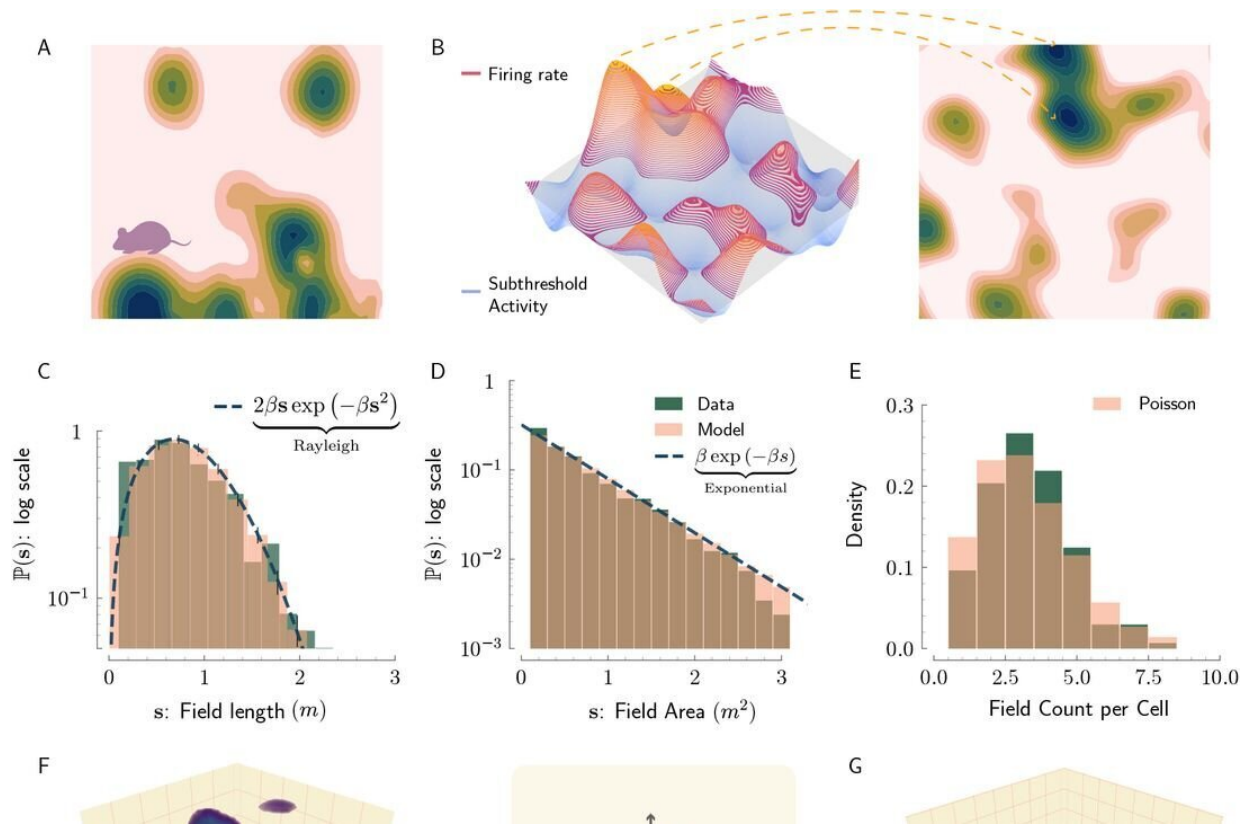 A
B
Firing rate
Subthreshold
Activity
C
2βs exp (−βs²)
Rayleigh
1
10⁻¹
ℙ(s): log scale
0 1 2 3
s: Field length (m)
D
Data
Model
β exp (−βs)
Exponential
1
10⁻¹
10⁻²
10⁻³
ℙ(s): log scale
0 1 2 3
s: Field Area (m²)
E
Poisson
0.3
0.2
0.1
0.0
Density
0.0 2.5 5.0 7.5 10.0
Field Count per Cell
F
G